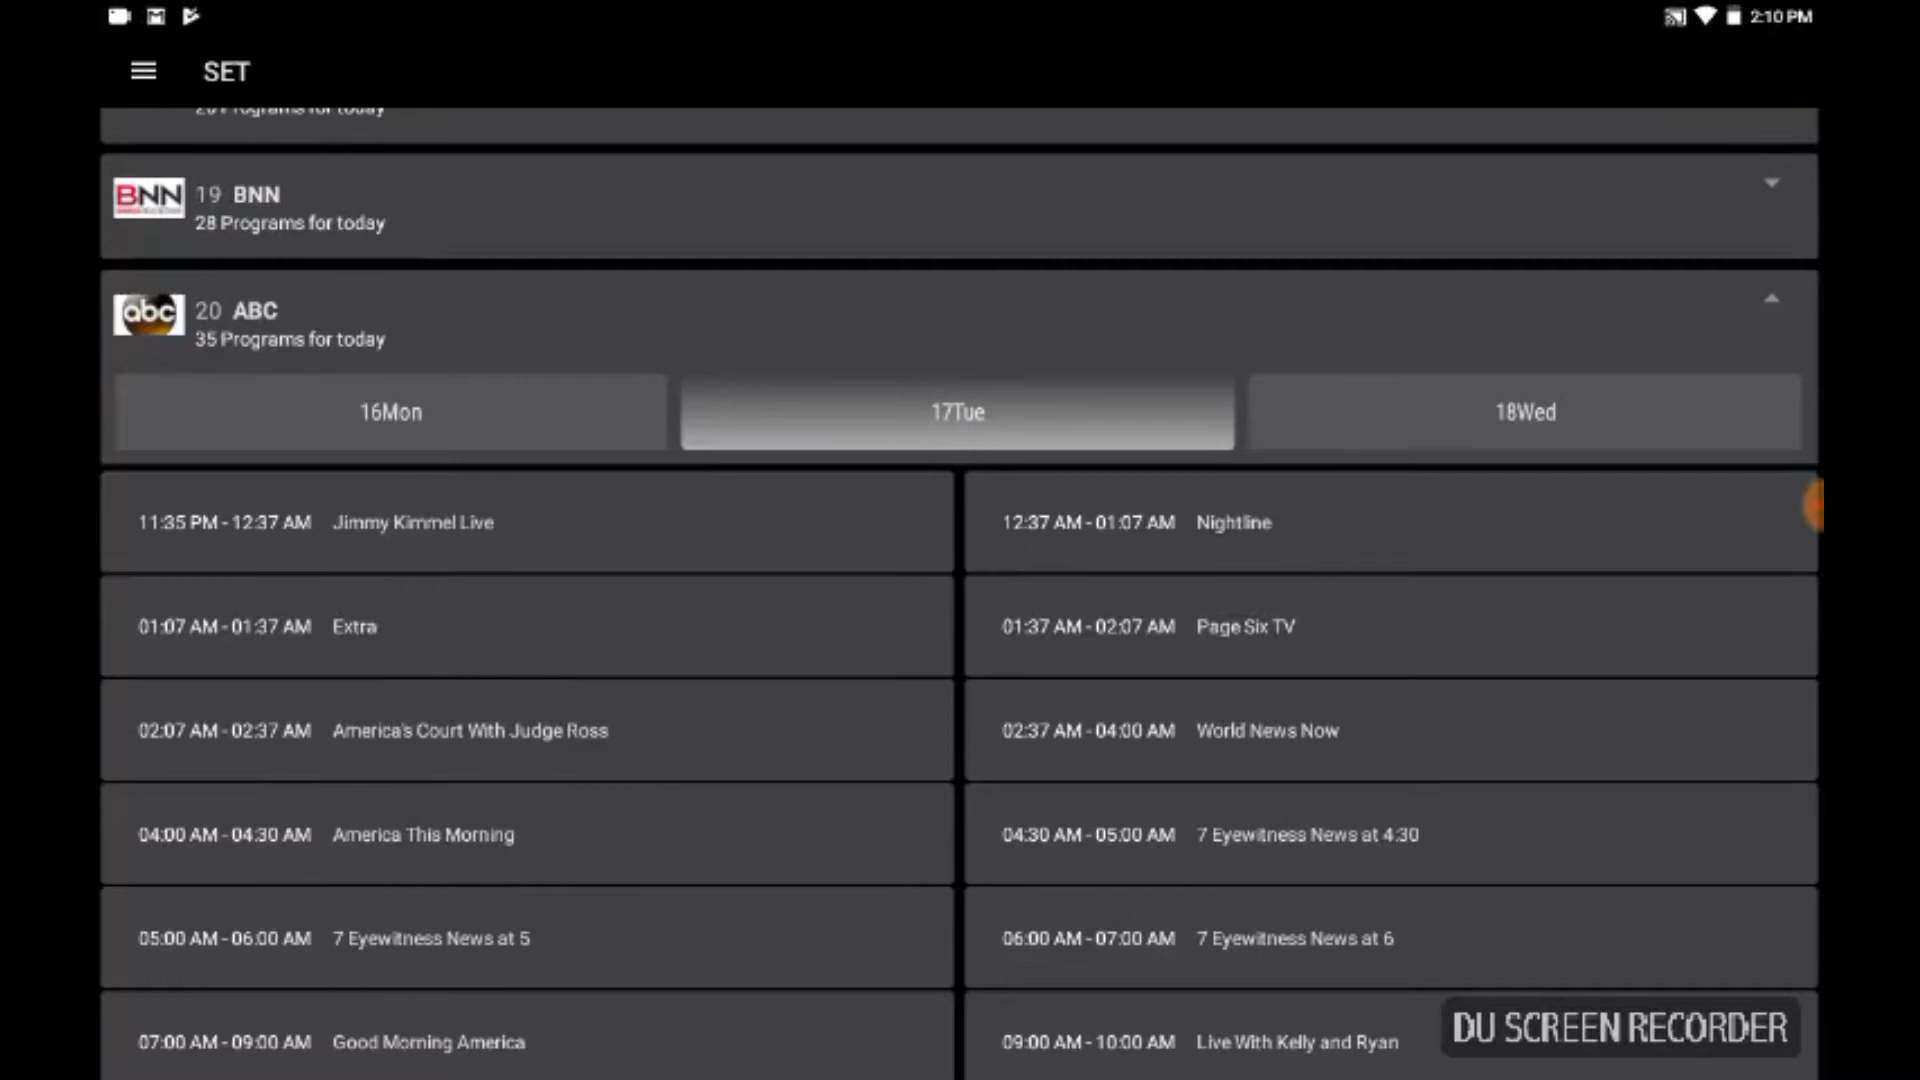 2:10 PM
SET
20 Programs for today
BNN
19 BNN
28 Programs for today
abc
20 ABC
35 Programs for today
16Mon
17Tue
18Wed
11:35 PM - 12:37 AM Jimmy Kimmel Live
12:37 AM - 01:07 AM Nightline
01:07 AM - 01:37 AM Extra
01:37 AM - 02:07 AM Page Six TV
02:07 AM - 02:37 AM America's Court With Judge Ross
02:37 AM - 04:00 AM World News Now
04:00 AM - 04:30 AM America This Morning
04:30 AM - 05:00 AM 7 Eyewitness News at 4:30
05:00 AM - 06:00 AM 7 Eyewitness News at 5
06:00 AM - 07:00 AM 7 Eyewitness News at 6
07:00 AM - 09:00 AM Good Morning America
09:00 AM - 10:00 AM Live With Kelly and Ryan
DU SCREEN RECORDER